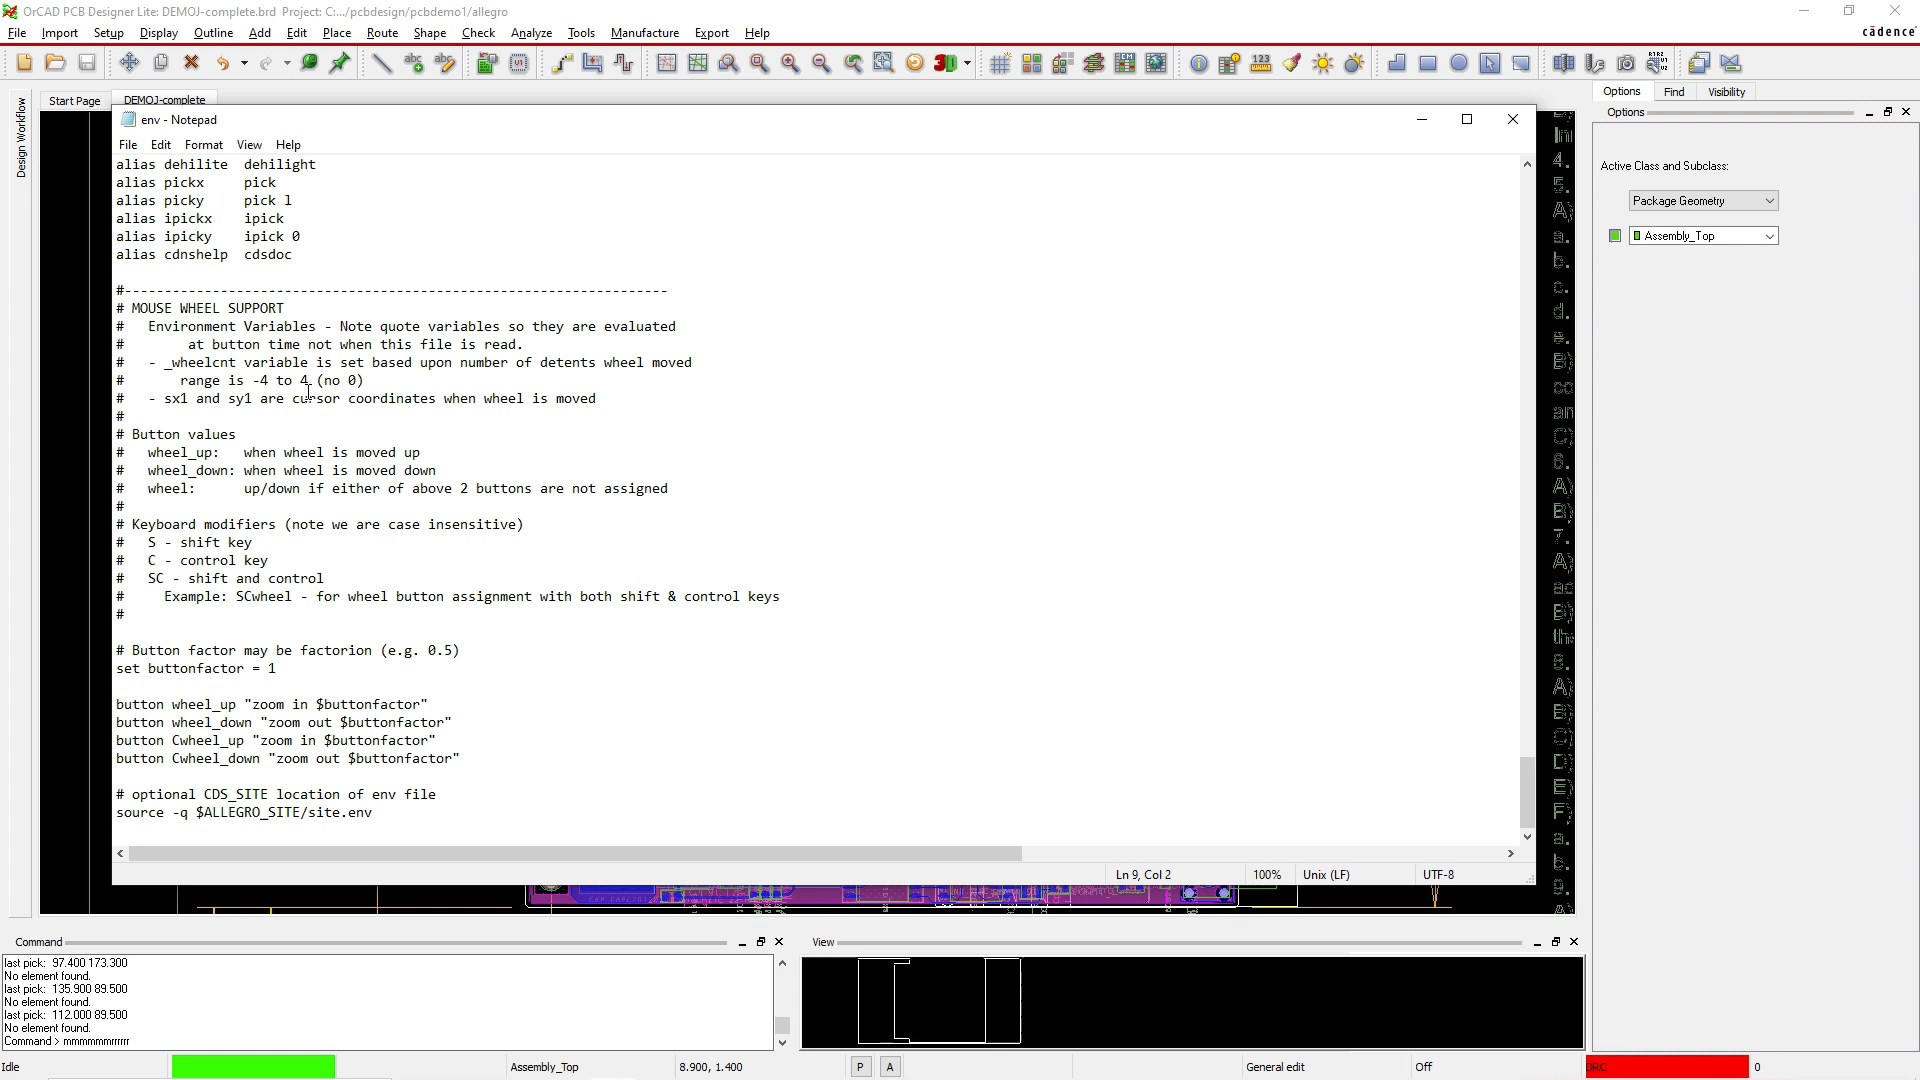 OrCAD PCB Designer Lite: DEMOJ-complete.brd  Project: C:.../pcbdesign/pcbdemo1/allegro
File Import Setup Display Outline Add Edit Place Route Shape Check Analyze Tools Manufacture Export Help
cādence
Start Page DEMOJ-complete
Options Find Visibility
Design Workflow
Options
env - Notepad
File Edit Format View Help
Active Class and Subclass:
Package Geometry
Assembly_Top
alias dehilite  dehilight
alias pickx     pick
alias picky     pick l
alias ipickx    ipick
alias ipicky    ipick 0
alias cdnshelp  cdsdoc
#--------------------------------------------------------------------
# MOUSE WHEEL SUPPORT
#   Environment Variables - Note quote variables so they are evaluated
#        at button time not when this file is read.
#   - _wheelcnt variable is set based upon number of detents wheel moved
#       range is -4 to 4 (no 0)
#   - sx1 and sy1 are cursor coordinates when wheel is moved
#
# Button values
#   wheel_up:   when wheel is moved up
#   wheel_down: when wheel is moved down
#   wheel:      up/down if either of above 2 buttons are not assigned
#
# Keyboard modifiers (note we are case insensitive)
#   S - shift key
#   C - control key
#   SC - shift and control
#     Example: SCwheel - for wheel button assignment with both shift & control keys
#
# Button factor may be factorion (e.g. 0.5)
set buttonfactor = 1
button wheel_up "zoom in $buttonfactor"
button wheel_down "zoom out $buttonfactor"
button Cwheel_up "zoom in $buttonfactor"
button Cwheel_down "zoom out $buttonfactor"
# optional CDS_SITE location of env file
source -q $ALLEGRO_SITE/site.env
Ln 9, Col 2 100% Unix (LF) UTF-8
Command
last pick:  97.400 173.300
No element found.
last pick:  135.900 89.500
No element found.
last pick:  112.000 89.500
No element found.
Command >
View
Idle Assembly_Top 8.900, 1.400 P A General edit Off DRC 0